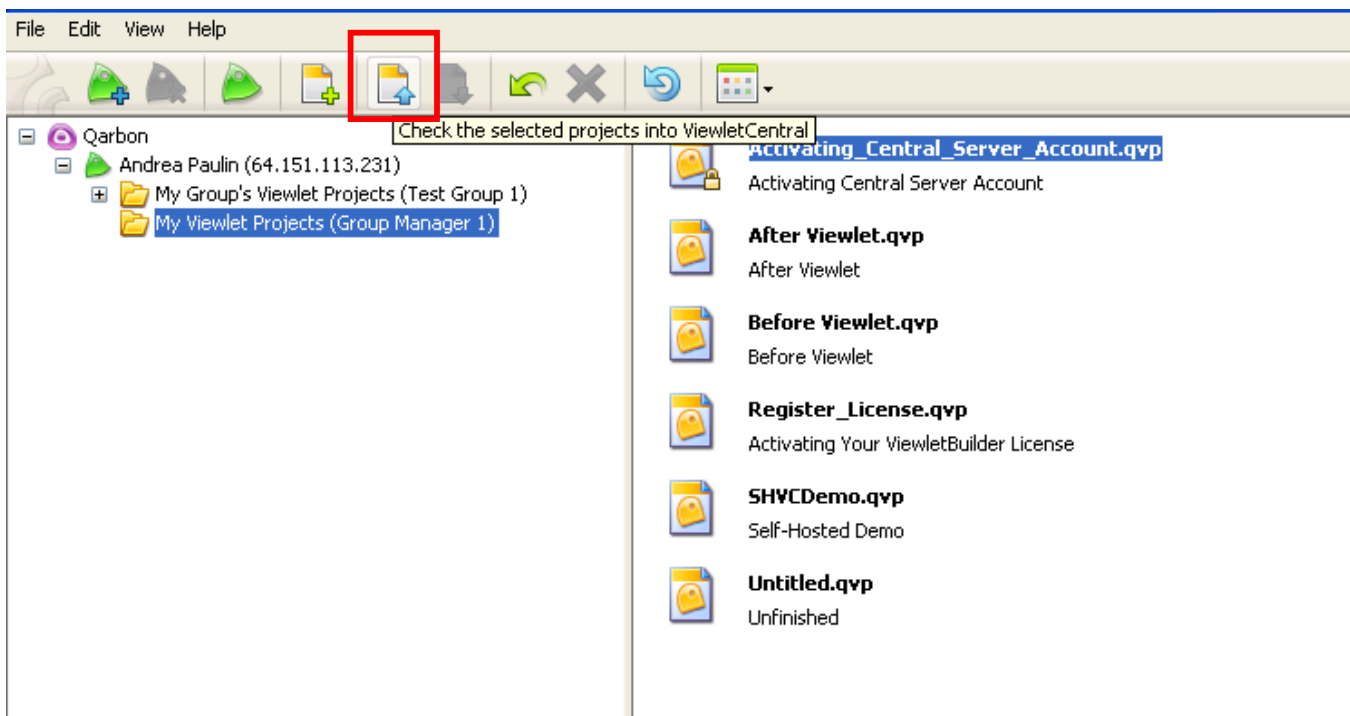 File Edit View Help
Check the selected projects into ViewletCentral
Qarbon
Andrea Paulin (64.151.113.231)
My Group's Viewlet Projects (Test Group 1)
My Viewlet Projects (Group Manager 1)
Activating_Central_Server_Account.qvp
Activating Central Server Account
After Viewlet.qvp
After Viewlet
Before Viewlet.qvp
Before Viewlet
Register_License.qvp
Activating Your ViewletBuilder License
SHVCDemo.qvp
Self-Hosted Demo
Untitled.qvp
Unfinished